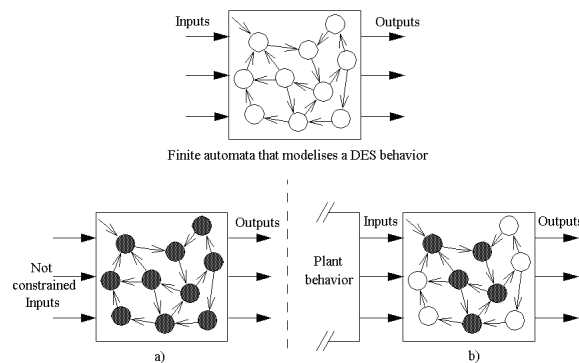 Inputs
Outputs
Finite automata that modelises a DES behavior
Not
constrained
Inputs
Outputs
a)
Plant
behavior
Inputs
Outputs
b)